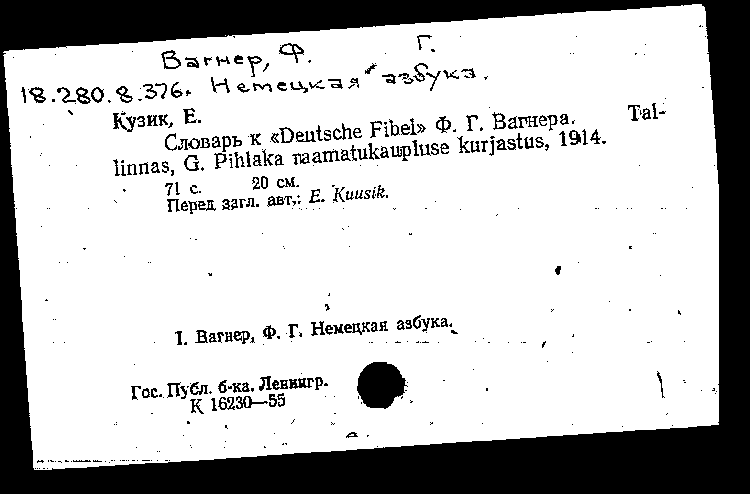 Вагнер, Ф. Г.
18.280.8.376. Немецкая азбука.
Кузик, Е.
Словарь к «Deutsche Fibel» Ф. Г. Вагнера. Tal-
linnas, G. Pihlaka raamatukaupluse kurjastus, 1914.
71 с. 20 см.
Перед загл. авт,: E. Kuusik.
I. Вагнер, Ф. Г. Немецкая азбука.
Гос. Публ. б-ка. Ленингр.
К 16230—55